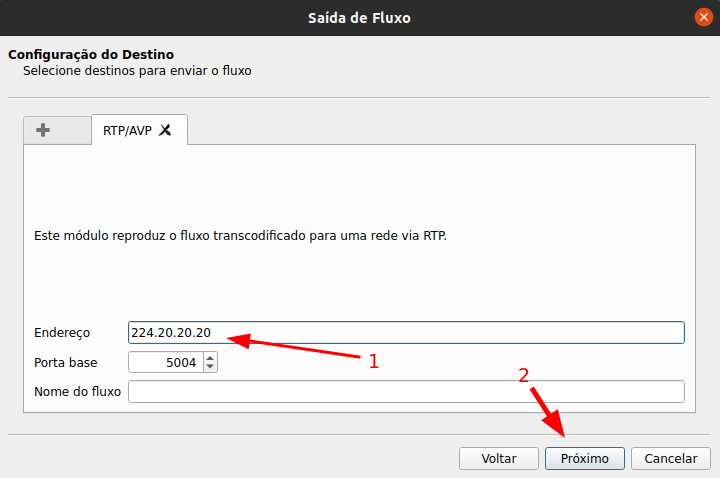 Saída de Fluxo
Configuração do Destino
Selecione destinos para enviar o fluxo
RTP/AVP
Este módulo reproduz o fluxo transcodificado para uma rede via RTP.
Endereço 224.20.20.20
1
Porta base 5004
2
Nome do fluxo
Voltar Próximo Cancelar